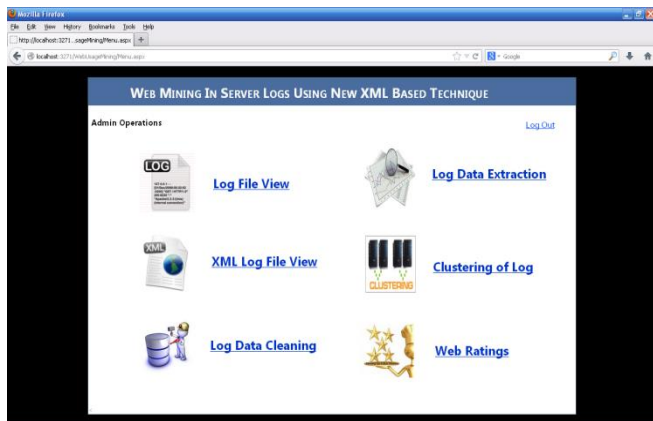 Mozilla Firefox
File Edit View History Bookmarks Tools Help
http://localhost:3271...sageMining/Menu.aspx +
localhost:3271/WebUsageMining/Menu.aspx
Google
WEB MINING IN SERVER LOGS USING NEW XML BASED TECHNIQUE
Admin Operations
Log Out
LOG
Log File View
Log Data Extraction
XML
XML Log File View
CLUSTERING
Clustering of Log
Log Data Cleaning
Web Ratings